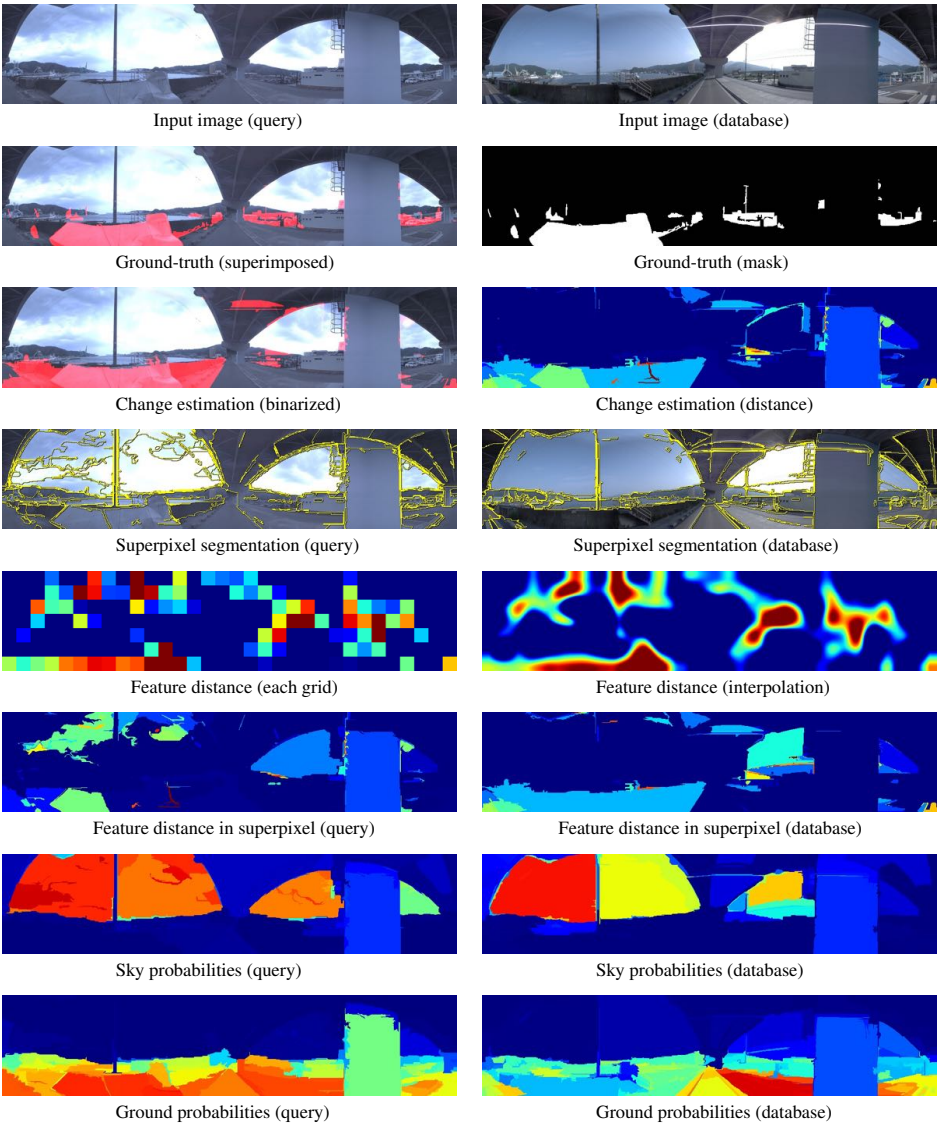 Input image (query)
Input image (database)
Ground-truth (superimposed)
Ground-truth (mask)
Change estimation (binarized)
Change estimation (distance)
Superpixel segmentation (query)
Superpixel segmentation (database)
Feature distance (each grid)
Feature distance (interpolation)
Feature distance in superpixel (query)
Feature distance in superpixel (database)
Sky probabilities (query)
Sky probabilities (database)
Ground probabilities (query)
Ground probabilities (database)